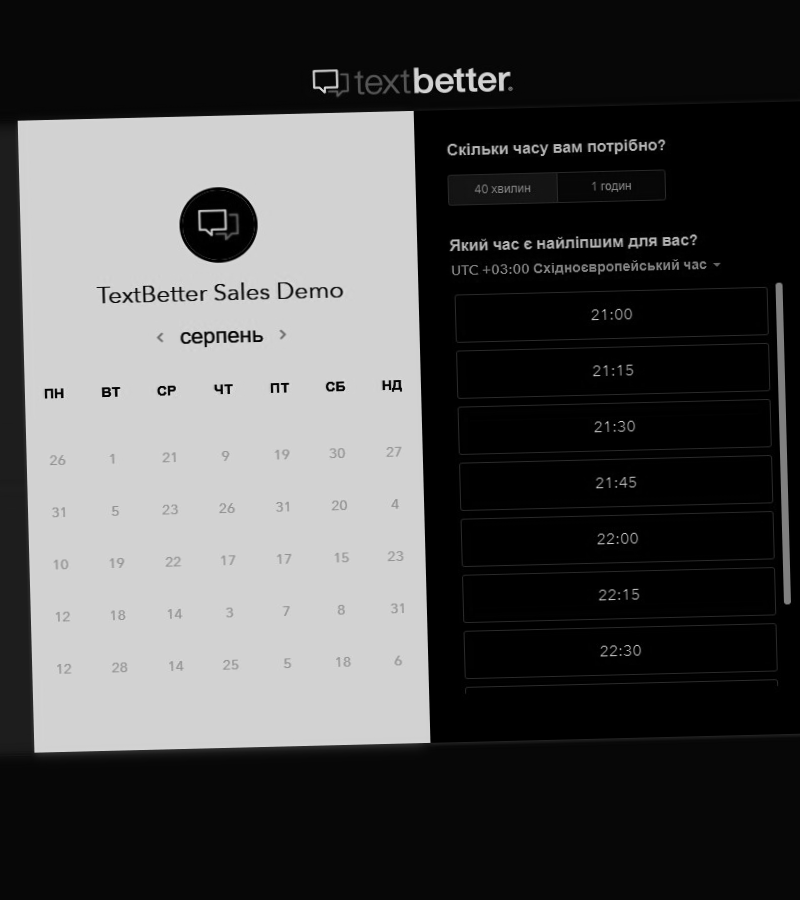 textbetter.
TextBetter Sales Demo
серпень
ПН ВТ СР ЧТ ПТ СБ НД
26 1 21 9 19 30 27
31 5 23 26 31 20 4
10 19 22 17 17 15 23
12 18 14 3 7 8 31
12 28 14 25 5 18 6
Скільки часу вам потрібно?
40 хвилин 1 годин
Який час є найліпшим для вас?
UTC +03:00 Східноєвропейський час
21:00
21:15
21:30
21:45
22:00
22:15
22:30